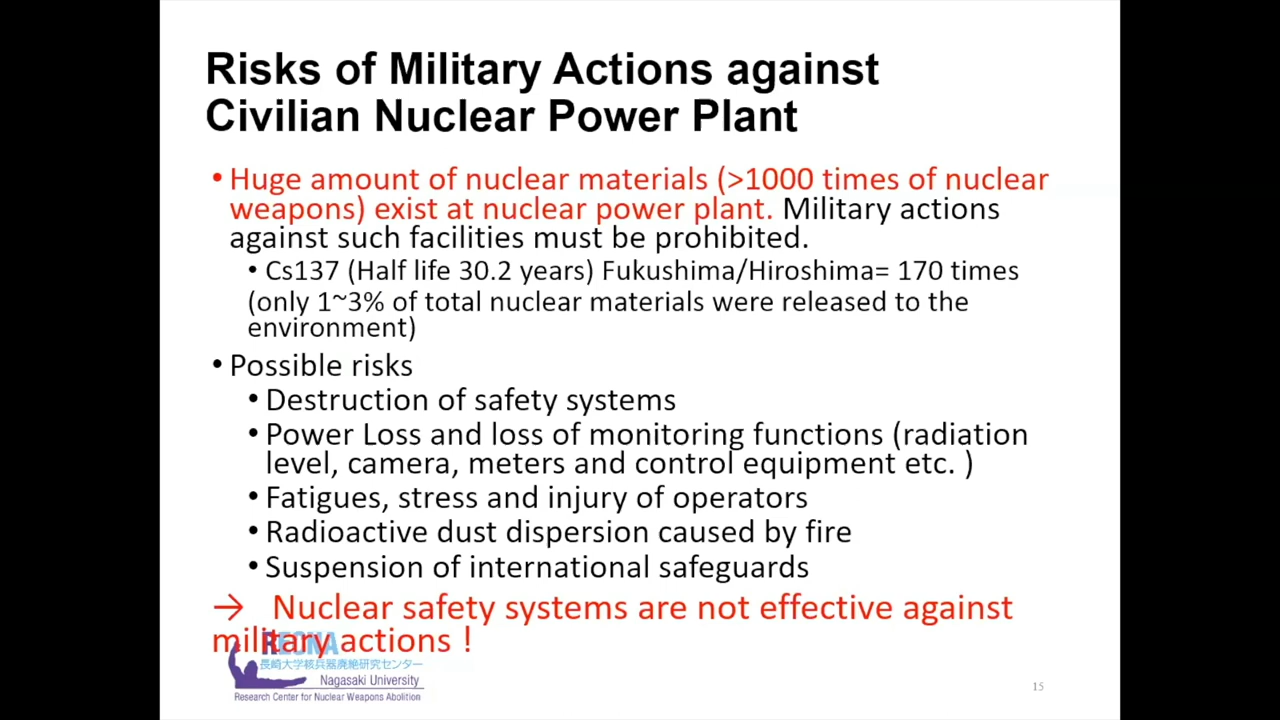 Risks of Military Actions against
Civilian Nuclear Power Plant
• Huge amount of nuclear materials (>1000 times of nuclear
weapons) exist at nuclear power plant. Military actions
against such facilities must be prohibited.
• Cs137 (Half life 30.2 years) Fukushima/Hiroshima= 170 times
(only 1~3% of total nuclear materials were released to the
environment)
• Possible risks
• Destruction of safety systems
• Power Loss and loss of monitoring functions (radiation
level, camera, meters and control equipment etc. )
• Fatigues, stress and injury of operators
• Radioactive dust dispersion caused by fire
• Suspension of international safeguards
→ Nuclear safety systems are not effective against
military actions !
RECNA
長崎大学核兵器廃絶研究センター
Nagasaki University
Research Center for Nuclear Weapons Abolition
15